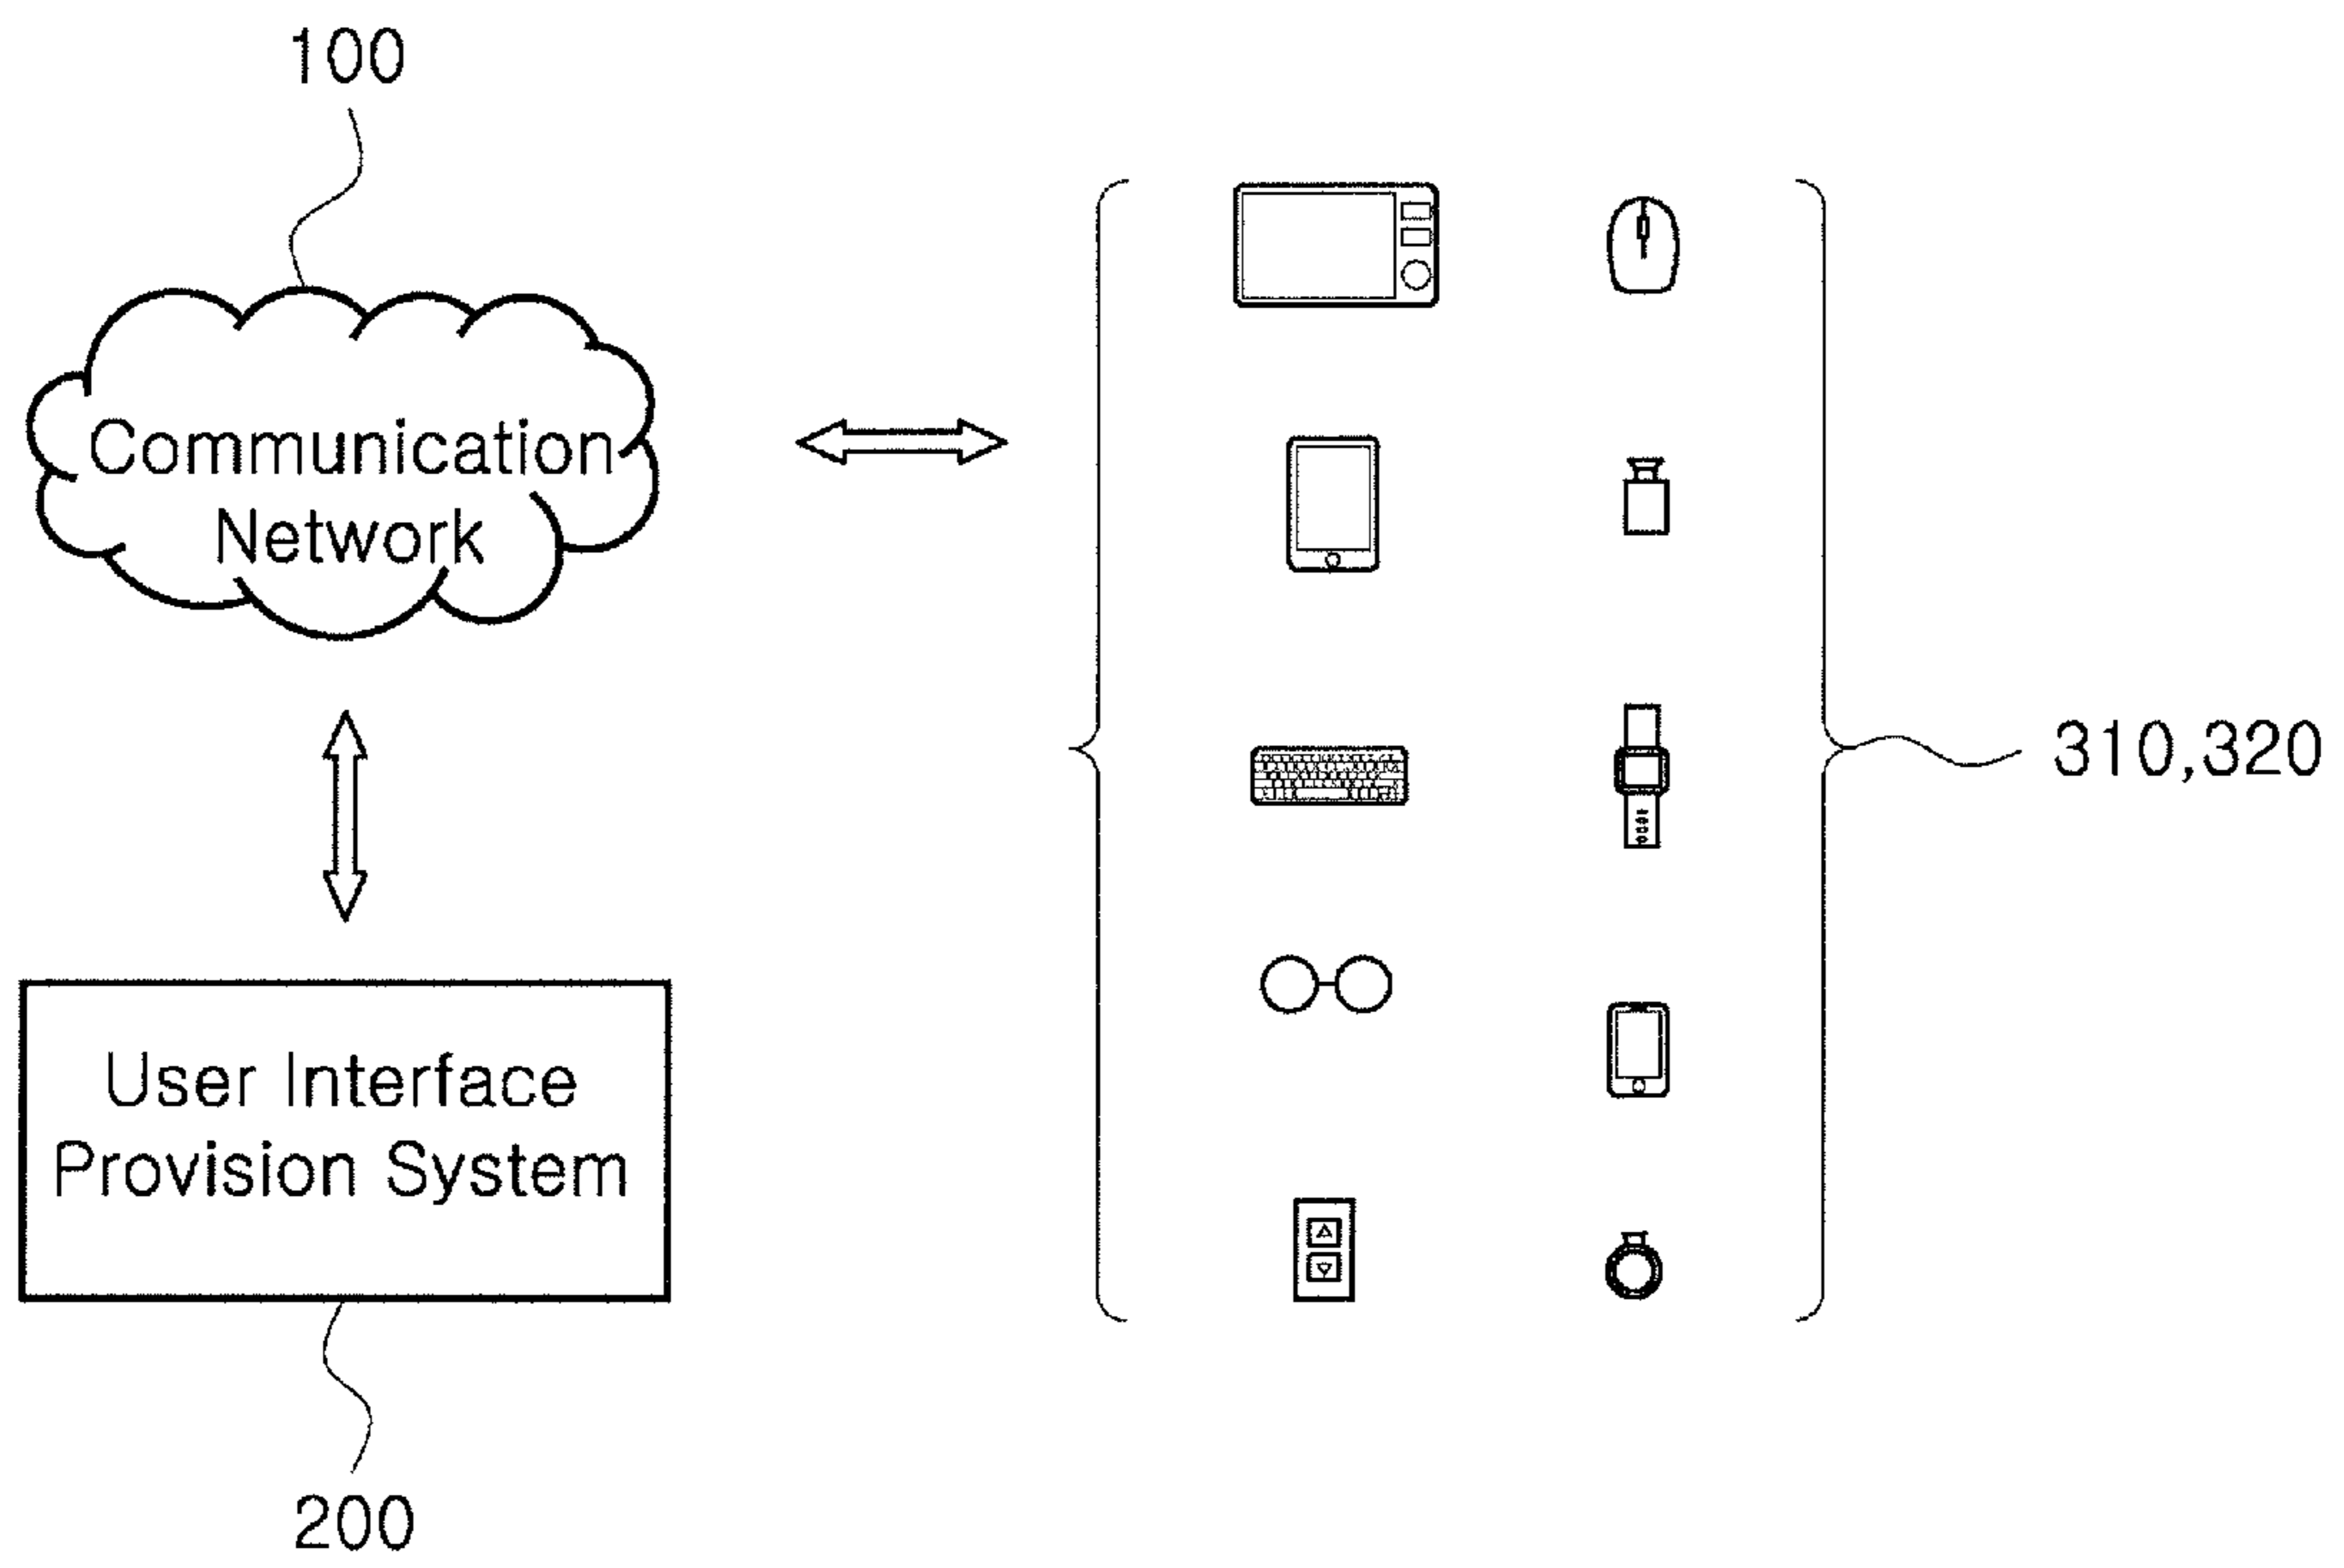 100
Communication
Network
310,320
User Interface
Provision System
200